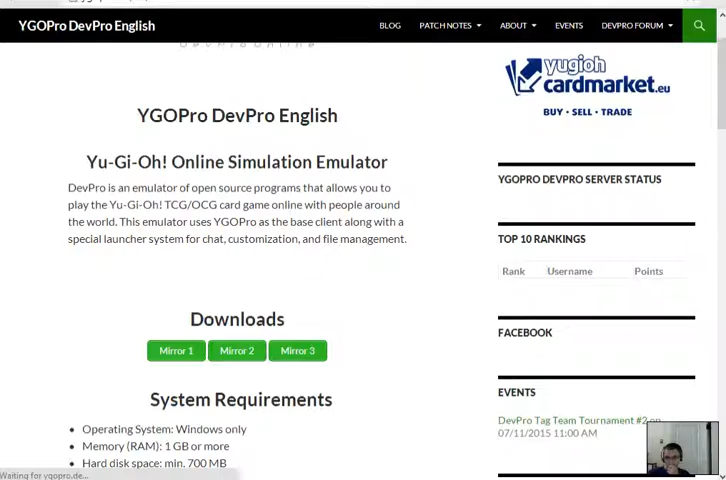 YGOPro DevPro English
BLOG
PATCH NOTES
ABOUT
EVENTS
DEVPRO FORUM
yugioh
cardmarket.eu
BUY · SELL · TRADE
YGOPro DevPro English
Yu-Gi-Oh! Online Simulation Emulator
DevPro is an emulator of open source programs that allows you to
play the Yu-Gi-Oh! TCG/OCG card game online with people around
the world. This emulator uses YGOPro as the base client along with a
special launcher system for chat, customization, and file management.
Downloads
Mirror 1
Mirror 2
Mirror 3
System Requirements
• Operating System: Windows only
• Memory (RAM): 1 GB or more
• Hard disk space: min. 700 MB
YGOPRO DEVPRO SERVER STATUS
TOP 10 RANKINGS
Rank Username Points
FACEBOOK
EVENTS
DevPro Tag Team Tournament #2 on
07/11/2015 11:00 AM
Waiting for ygopro.de...